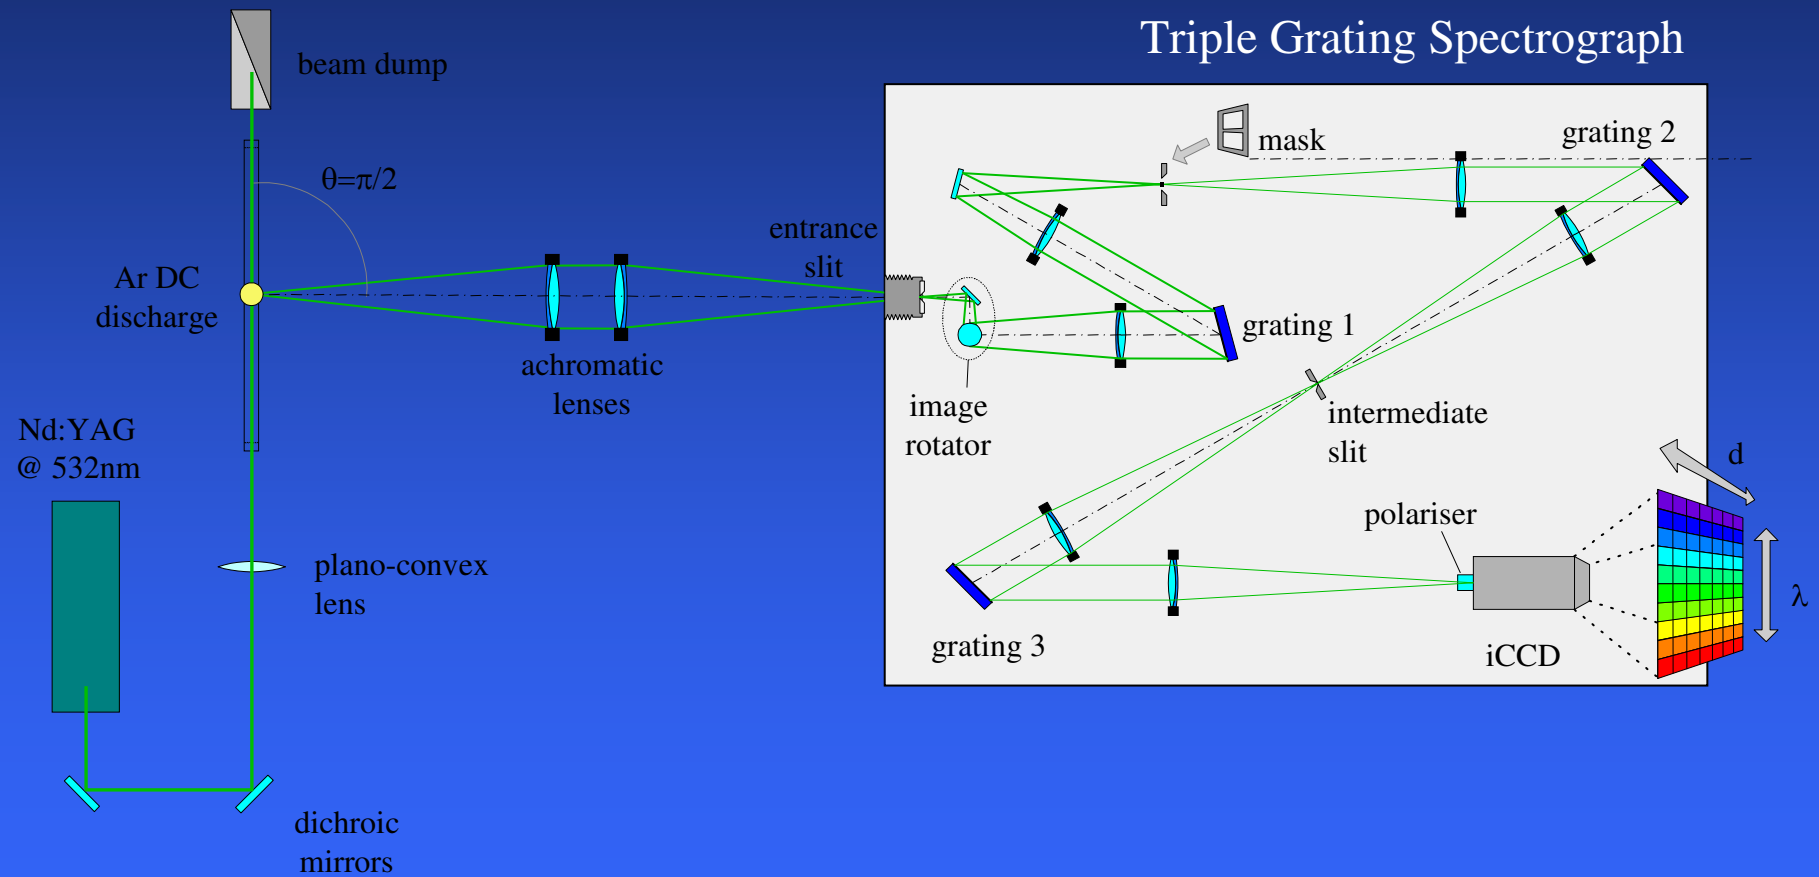 Triple Grating Spectrograph
beam dump
θ=π/2
Ar DC
discharge
achromatic
lenses
entrance
slit
Nd:YAG
@ 532nm
plano-convex
lens
dichroic
mirrors
mask
grating 2
grating 1
image
rotator
intermediate
slit
d
polariser
λ
grating 3
iCCD